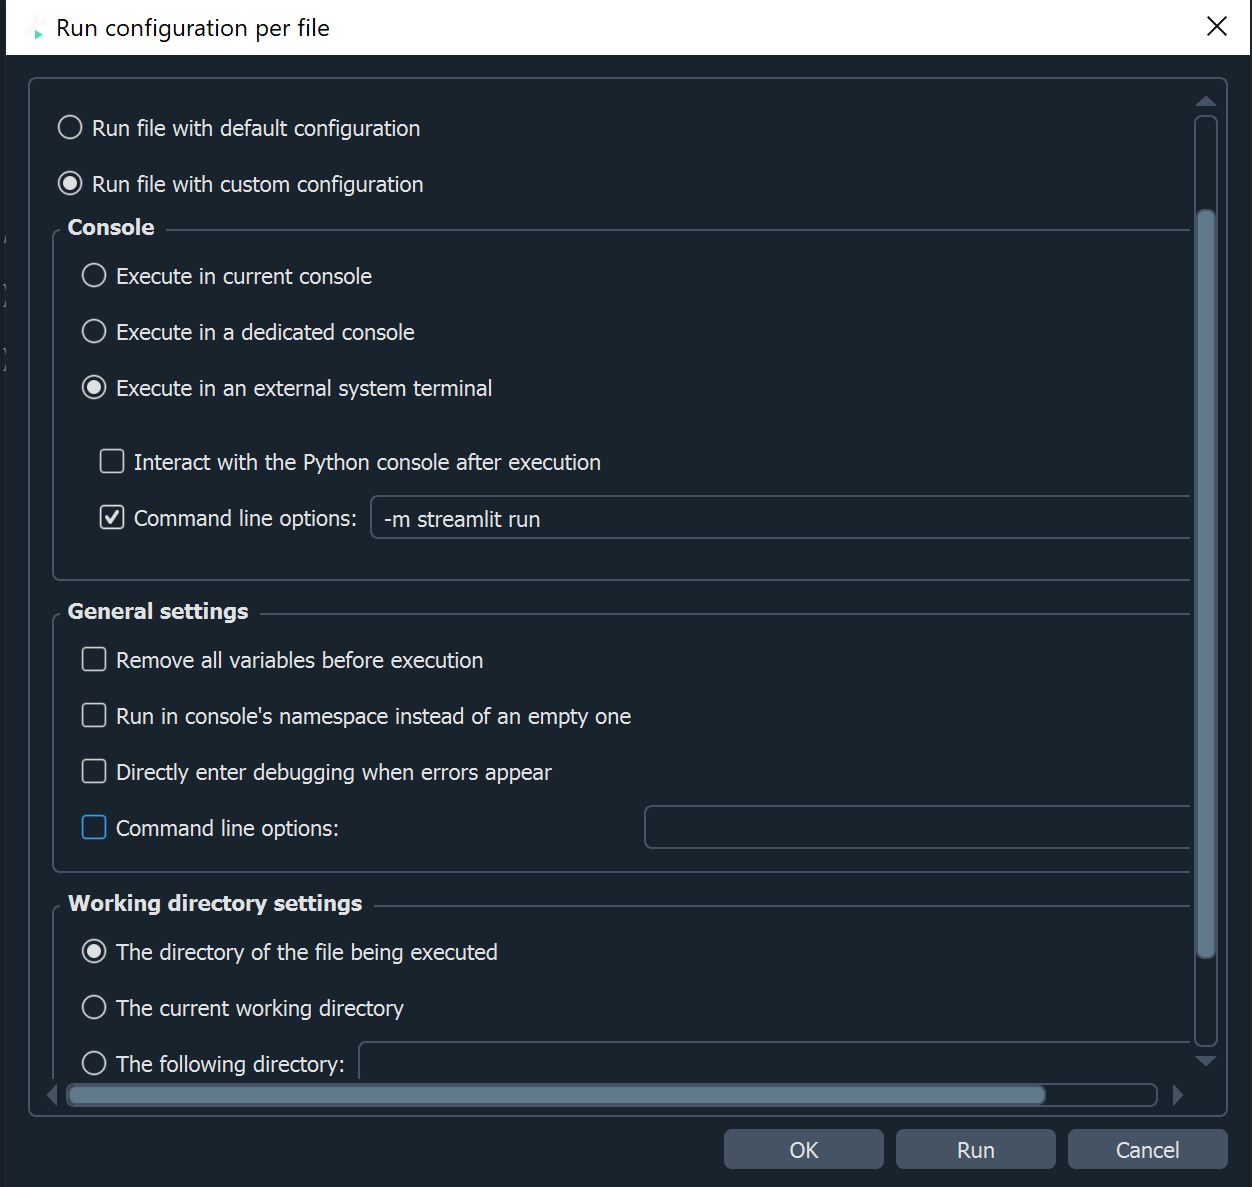 Run configuration per file
Run file with default configuration
Run file with custom configuration
Console
Execute in current console
Execute in a dedicated console
Execute in an external system terminal
Interact with the Python console after execution
Command line options: -m streamlit run
General settings
Remove all variables before execution
Run in console's namespace instead of an empty one
Directly enter debugging when errors appear
Command line options:
Working directory settings
The directory of the file being executed
The current working directory
The following directory:
OK Run Cancel